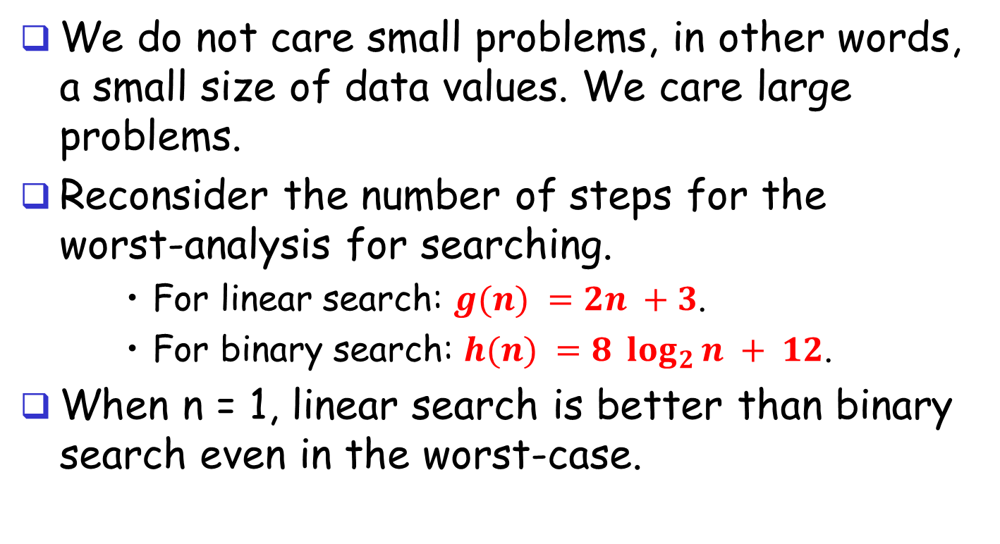 ❑ We do not care small problems, in other words,
a small size of data values. We care large
problems.
❑ Reconsider the number of steps for the
worst-analysis for searching.
• For linear search: g(n) = 2n + 3.
• For binary search: h(n) = 8 log₂ n + 12.
❑ When n = 1, linear search is better than binary
search even in the worst-case.